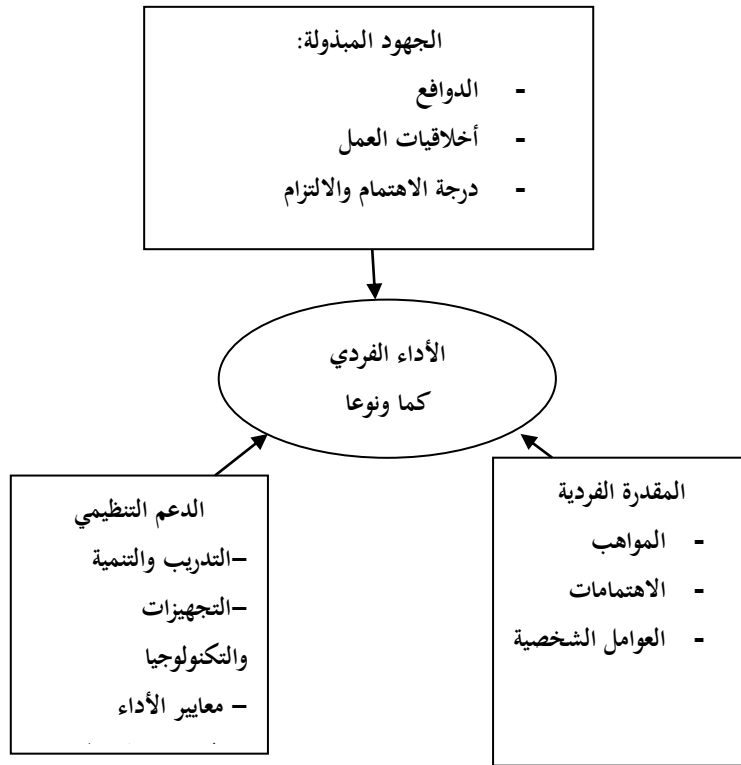 الجهود المبذولة:
- الدوافع
- أخلاقيات العمل
- درجة الاهتمام والالتزام
الأداء الفردي
كما ونوعا
المقدرة الفردية
- المواهب
- الاهتمامات
- العوامل الشخصية
الدعم التنظيمي
–التدريب والتنمية
–التجهيزات
والتكنولوجيا
– معايير الأداء